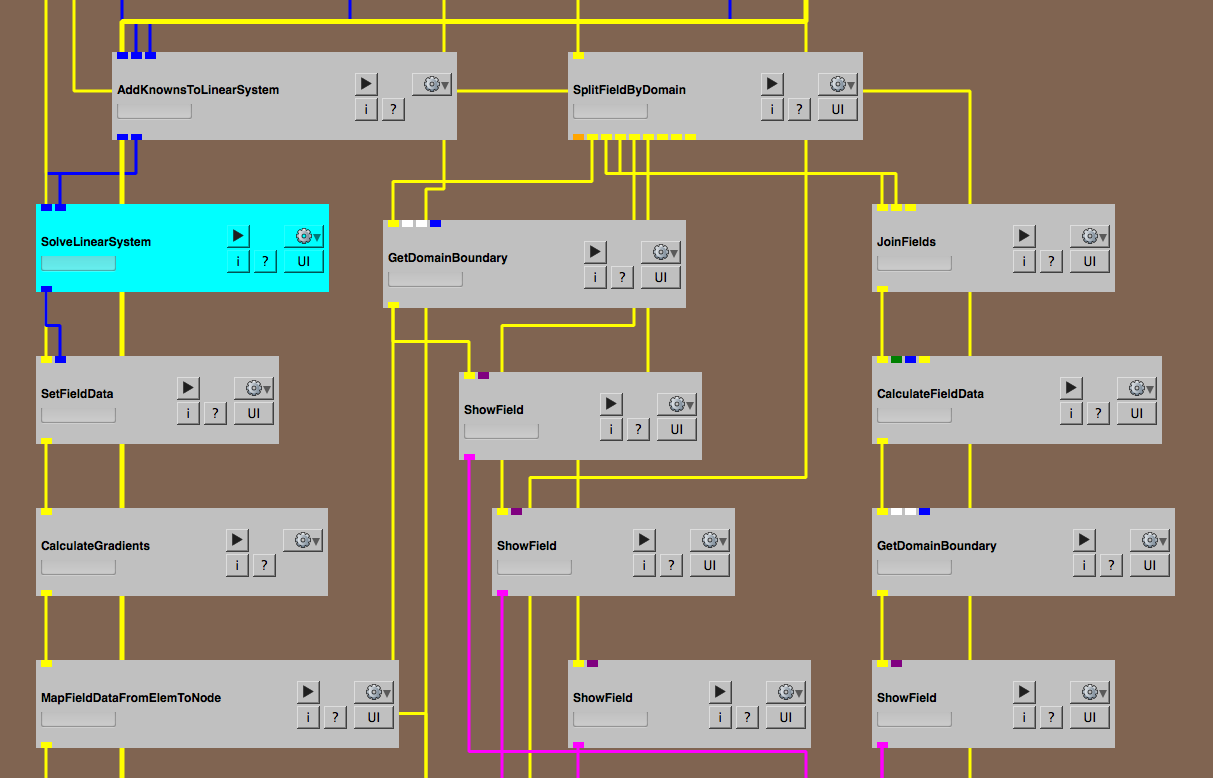 AddKnownsToLinearSystem
i ?
SplitFieldByDomain
i ? UI
SolveLinearSystem
i ? UI
GetDomainBoundary
i ? UI
JoinFields
i ? UI
SetFieldData
i ? UI
ShowField
i ? UI
CalculateFieldData
i ? UI
CalculateGradients
i ?
ShowField
i ? UI
GetDomainBoundary
i ? UI
MapFieldDataFromElemToNode
i ? UI
ShowField
i ? UI
ShowField
i ? UI